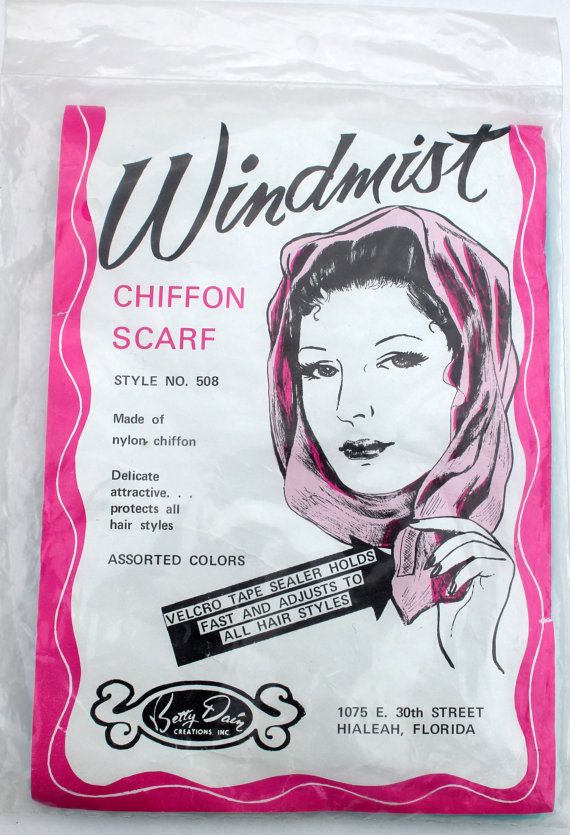 Windmist
CHIFFON
SCARF
STYLE NO. 508
Made of
nylon chiffon
Delicate
attractive. . .
protects all
hair styles
ASSORTED COLORS
VELCRO TAPE SEALER HOLDS
FAST AND ADJUSTS TO
ALL HAIR STYLES
Betty Dain
CREATIONS, INC.
1075 E. 30th STREET
HIALEAH, FLORIDA